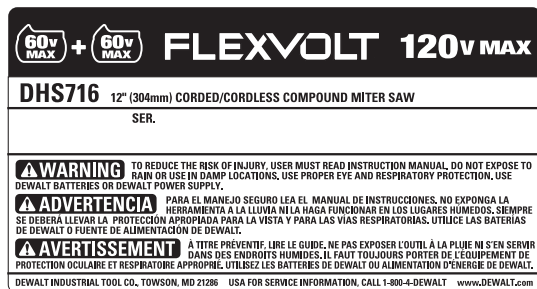 60V MAX + 60V MAX FLEXVOLT 120V MAX
DHS716 12" (304mm) CORDED/CORDLESS COMPOUND MITER SAW
SER.
WARNING TO REDUCE THE RISK OF INJURY, USER MUST READ INSTRUCTION MANUAL, DO NOT EXPOSE TO
RAIN OR USE IN DAMP LOCATIONS. USE PROPER EYE AND RESPIRATORY PROTECTION. USE
DEWALT BATTERIES OR DEWALT POWER SUPPLY.
ADVERTENCIA PARA EL MANEJO SEGURO LEA EL MANUAL DE INSTRUCCIONES. NO EXPONGA LA
HERRAMIENTA A LA LLUVIA NI LA HAGA FUNCIONAR EN LOS LUGARES HÚMEDOS. SIEMPRE
SE DEBERÁ LLEVAR LA PROTECCIÓN APROPIADA PARA LA VISTA Y PARA LAS VÍAS RESPIRATORIAS. UTILICE LAS BATERÍAS
DE DEWALT O FUENTE DE ALIMENTACIÓN DE DEWALT.
AVERTISSEMENT À TITRE PRÉVENTIF, LIRE LE GUIDE. NE PAS EXPOSER L'OUTIL À LA PLUIE NI S'EN SERVIR
DANS DES ENDROITS HUMIDES. IL FAUT TOUJOURS PORTER DE L'ÉQUIPEMENT DE
PROTECTION OCULAIRE ET RESPIRATOIRE APPROPRIÉ. UTILISEZ LES BATTERIES DE DEWALT OU ALIMENTATION D'ÉNERGIE DE DEWALT.
DEWALT INDUSTRIAL TOOL CO., TOWSON, MD 21286 USA FOR SERVICE INFORMATION, CALL 1-800-4-DEWALT www.DEWALT.com